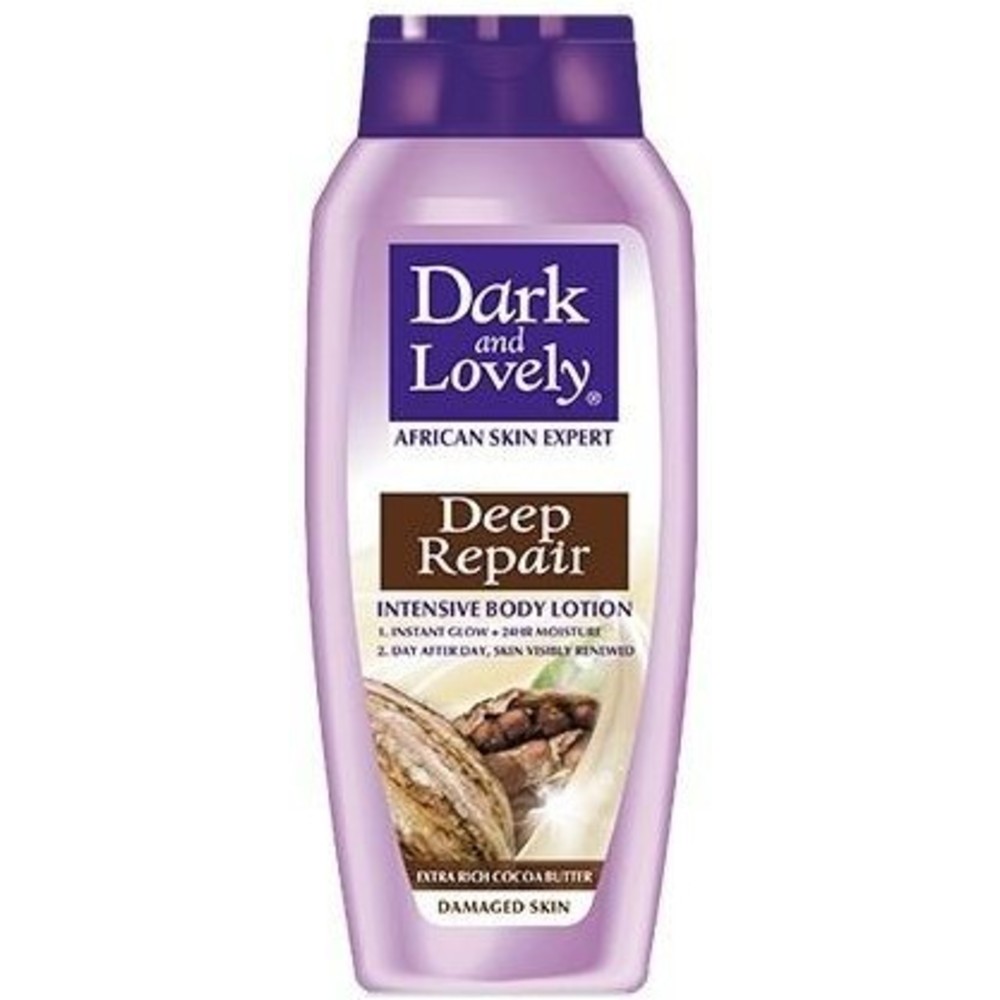 Dark
and
Lovely®
AFRICAN SKIN EXPERT
Deep
Repair
INTENSIVE BODY LOTION
1. INSTANT GLOW + 24HR MOISTURE
2. DAY AFTER DAY, SKIN VISIBLY RENEWED
EXTRA RICH COCOA BUTTER
DAMAGED SKIN